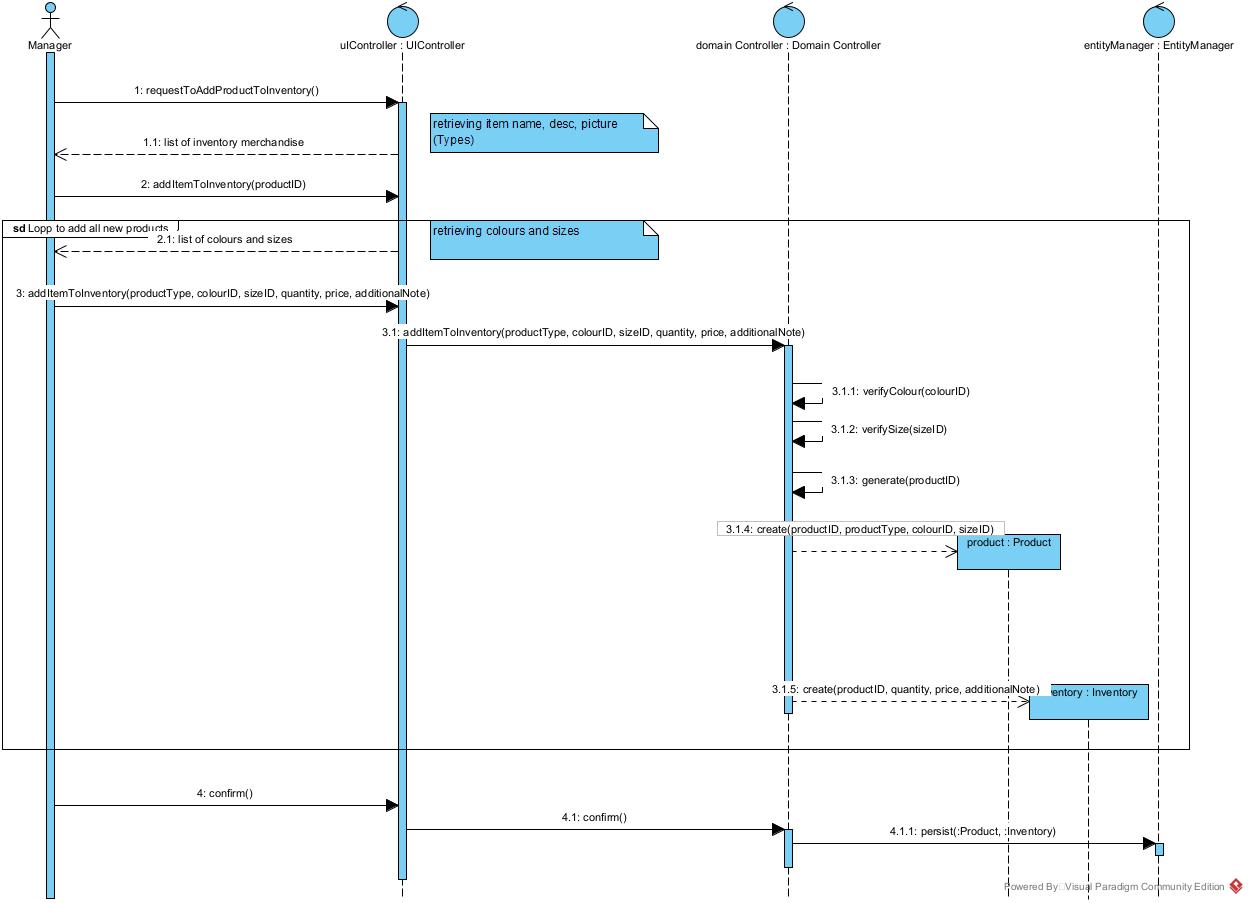 Manager
uIController : UIController
domain Controller : Domain Controller
entityManager : EntityManager
1: requestToAddProductToInventory()
retrieving item name, desc, picture
(Types)
1.1: list of inventory merchandise
2: addItemToInventory(productID)
sd Lopp to add all new products
retrieving colours and sizes
2.1: list of colours and sizes
3: addItemToInventory(productType, colourID, sizeID, quantity, price, additionalNote)
3.1: addItemToInventory(productType, colourID, sizeID, quantity, price, additionalNote)
3.1.1: verifyColour(colourID)
3.1.2: verifySize(sizeID)
3.1.3: generate(productID)
3.1.4: create(productID, productType, colourID, sizeID)
product : Product
3.1.5: create(productID, quantity, price, additionalNote)
entory : Inventory
4: confirm()
4.1: confirm()
4.1.1: persist(:Product, :Inventory)
Powered By Visual Paradigm Community Edition